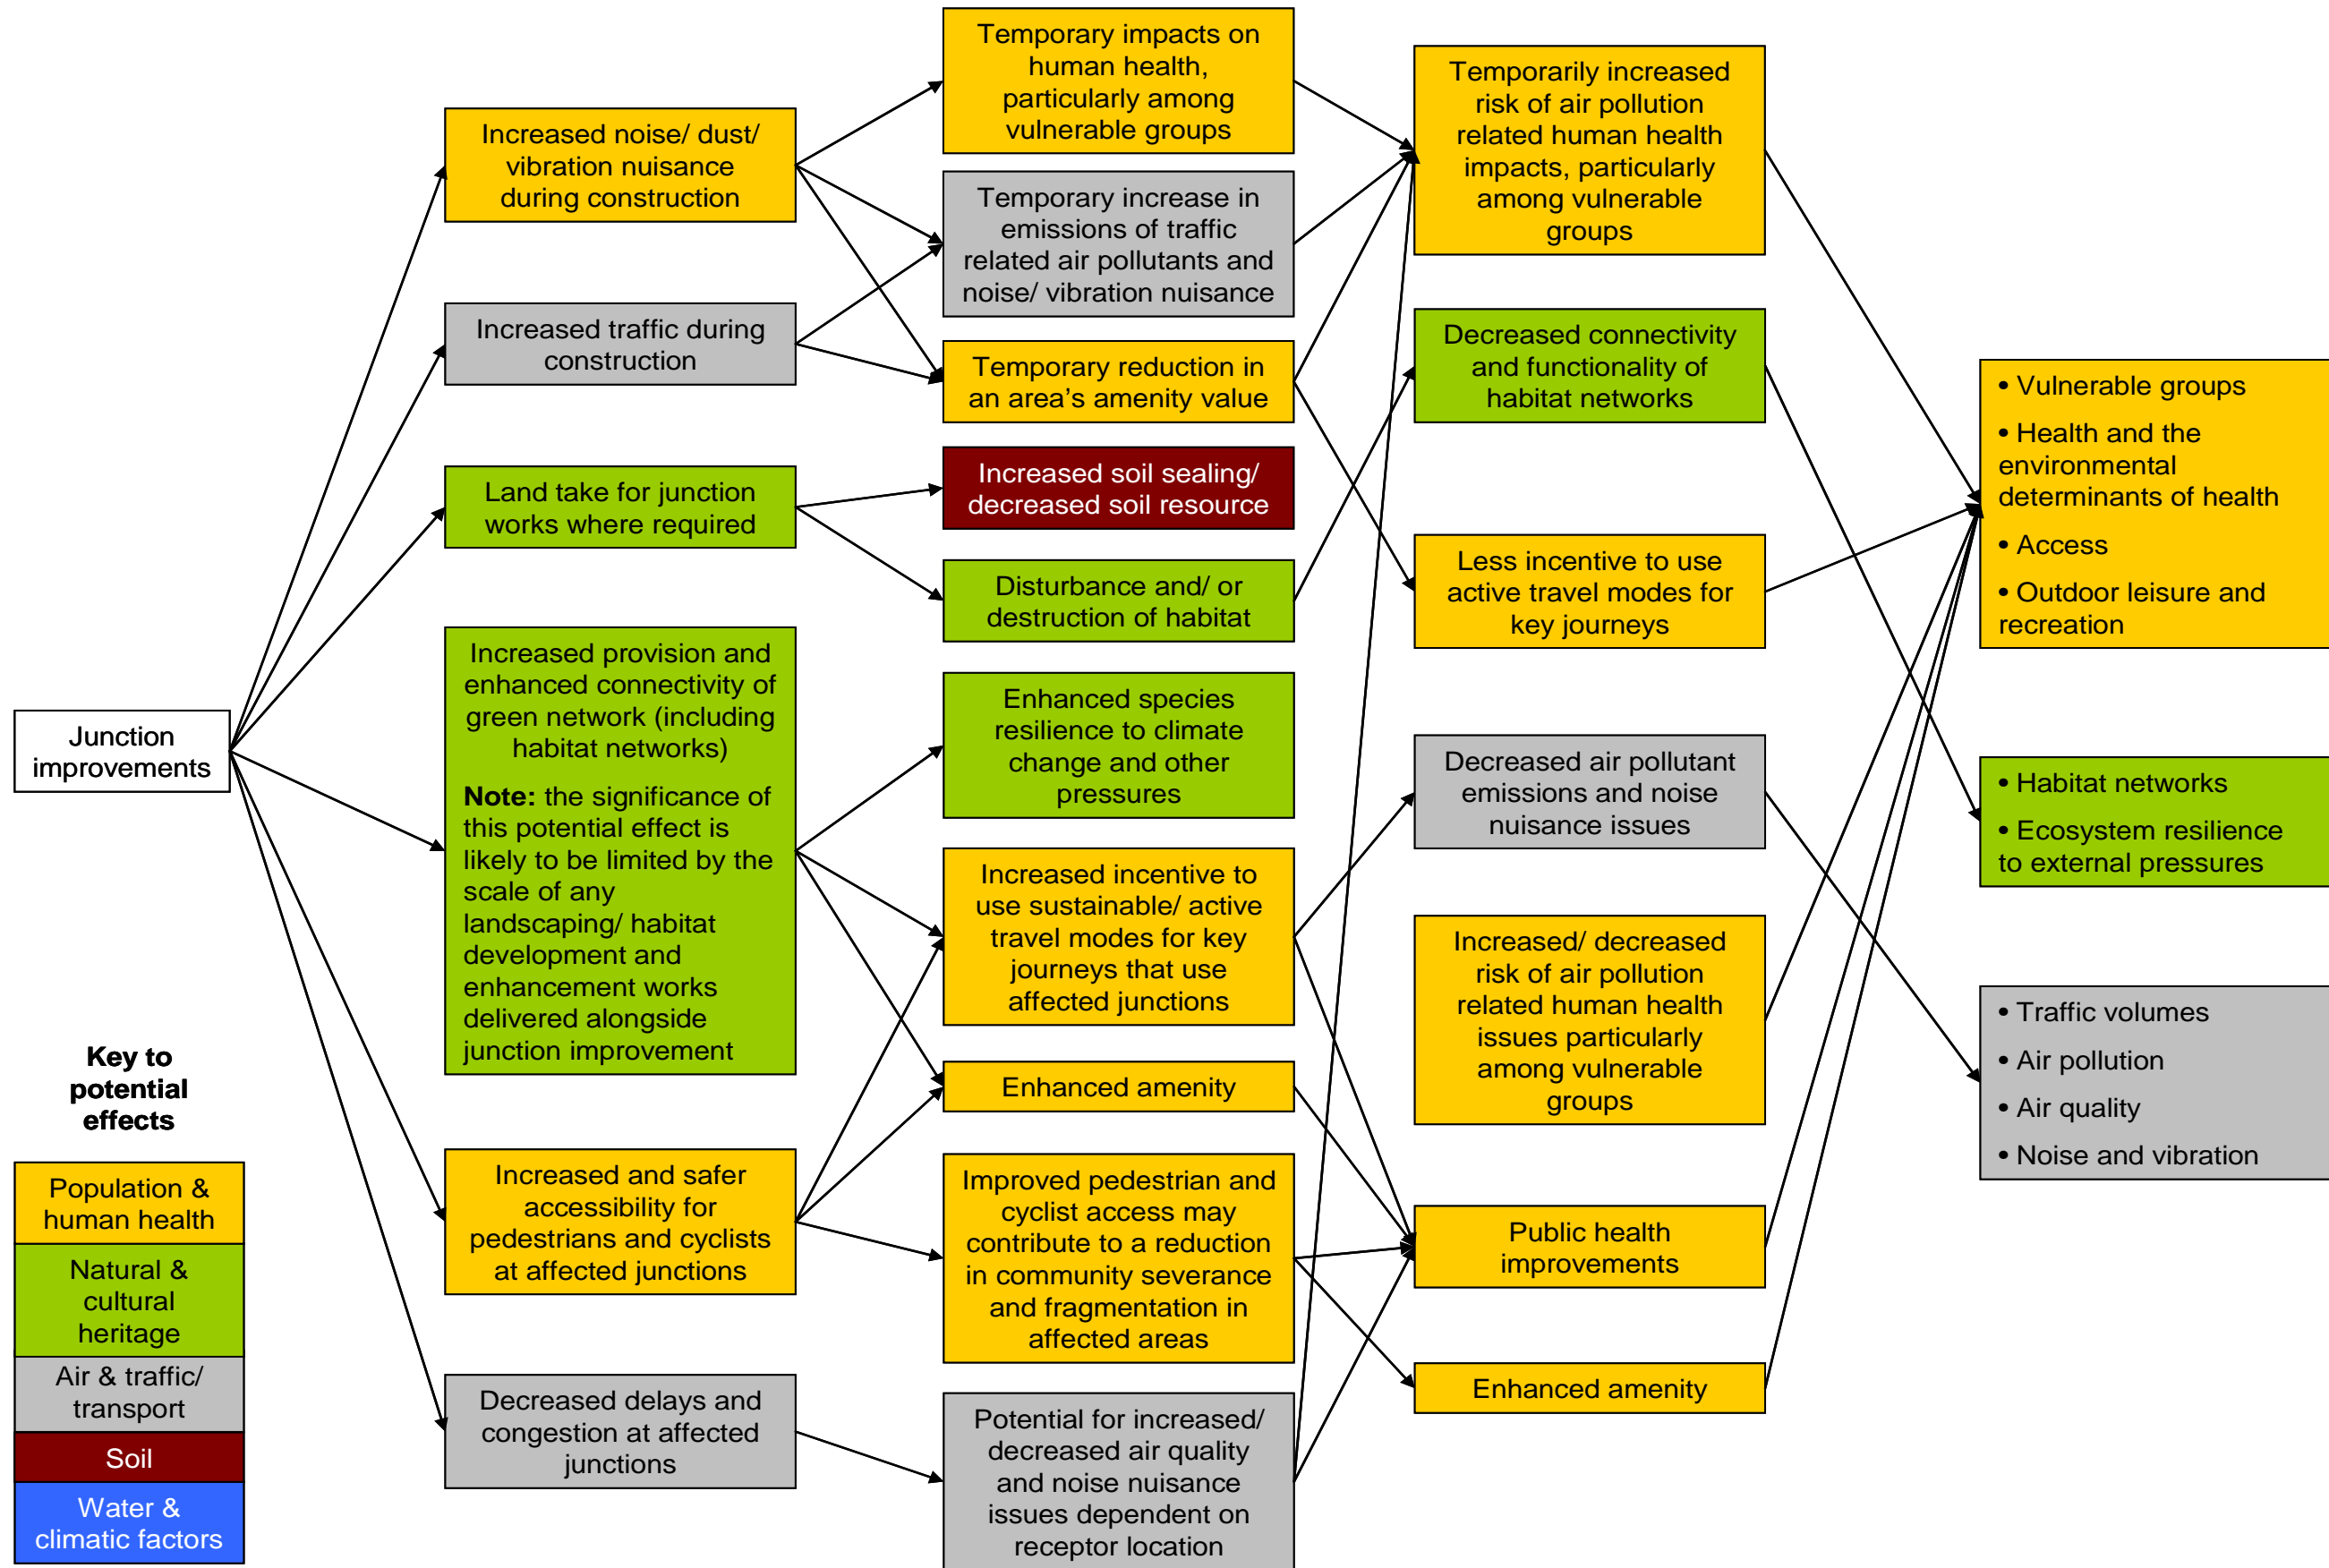 Junction
improvements
Key to
potential
effects
Population &
human health
Natural &
cultural
heritage
Air & traffic/
transport
Soil
Water &
climatic factors
Increased noise/ dust/
vibration nuisance
during construction
Increased traffic during
construction
Land take for junction
works where required
Increased provision and
enhanced connectivity of
green network (including
habitat networks)
Note: the significance of
this potential effect is
likely to be limited by the
scale of any
landscaping/ habitat
development and
enhancement works
delivered alongside
junction improvement
Increased and safer
accessibility for
pedestrians and cyclists
at affected junctions
Decreased delays and
congestion at affected
junctions
Temporary impacts on
human health,
particularly among
vulnerable groups
Temporary increase in
emissions of traffic
related air pollutants and
noise/ vibration nuisance
Temporary reduction in
an area’s amenity value
Increased soil sealing/
decreased soil resource
Disturbance and/ or
destruction of habitat
Enhanced species
resilience to climate
change and other
pressures
Increased incentive to
use sustainable/ active
travel modes for key
journeys that use
affected junctions
Enhanced amenity
Improved pedestrian and
cyclist access may
contribute to a reduction
in community severance
and fragmentation in
affected areas
Potential for increased/
decreased air quality
and noise nuisance
issues dependent on
receptor location
Temporarily increased
risk of air pollution
related human health
impacts, particularly
among vulnerable
groups
Decreased connectivity
and functionality of
habitat networks
Less incentive to use
active travel modes for
key journeys
Decreased air pollutant
emissions and noise
nuisance issues
Increased/ decreased
risk of air pollution
related human health
issues particularly
among vulnerable
groups
Public health
improvements
Enhanced amenity
• Vulnerable groups
• Health and the
environmental
determinants of health
• Access
• Outdoor leisure and
recreation
• Habitat networks
• Ecosystem resilience
to external pressures
• Traffic volumes
• Air pollution
• Air quality
• Noise and vibration